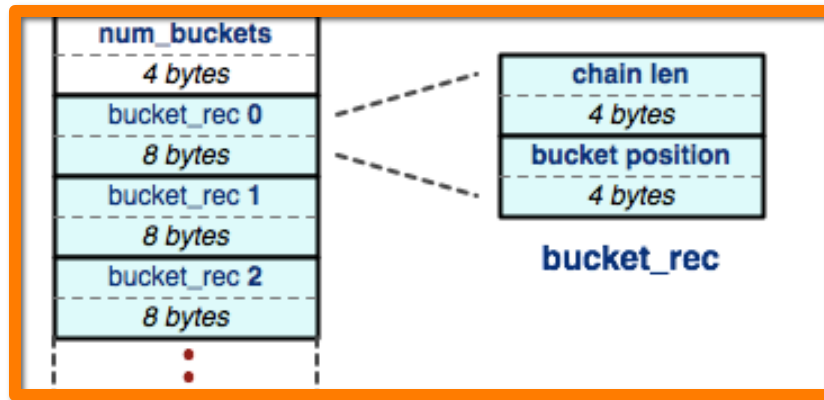 num_buckets
4 bytes
bucket_rec 0
8 bytes
bucket_rec 1
8 bytes
bucket_rec 2
8 bytes
chain len
4 bytes
bucket position
4 bytes
bucket_rec